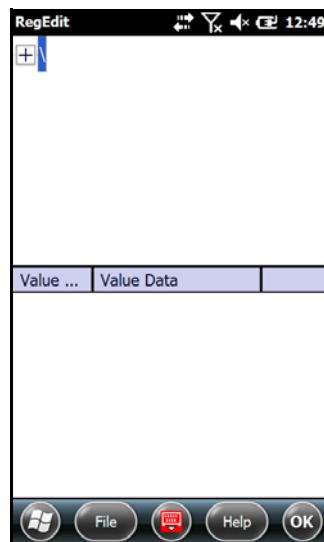 RegEdit 12:49
\
Value ... Value Data
File Help OK